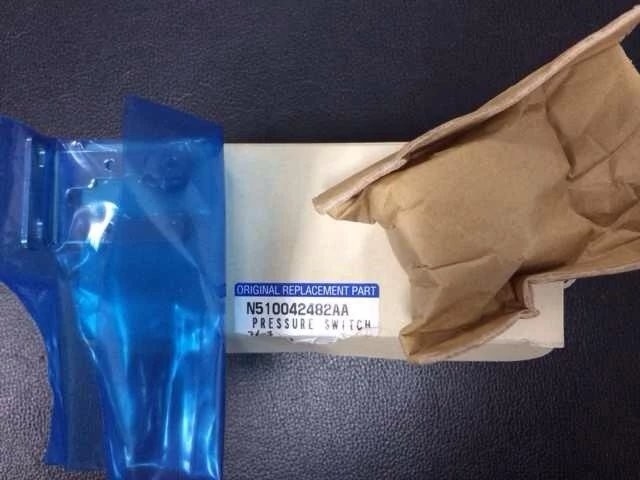 ORIGINAL REPLACEMENT PART
N510042482AA
PRESSURE SWITCH